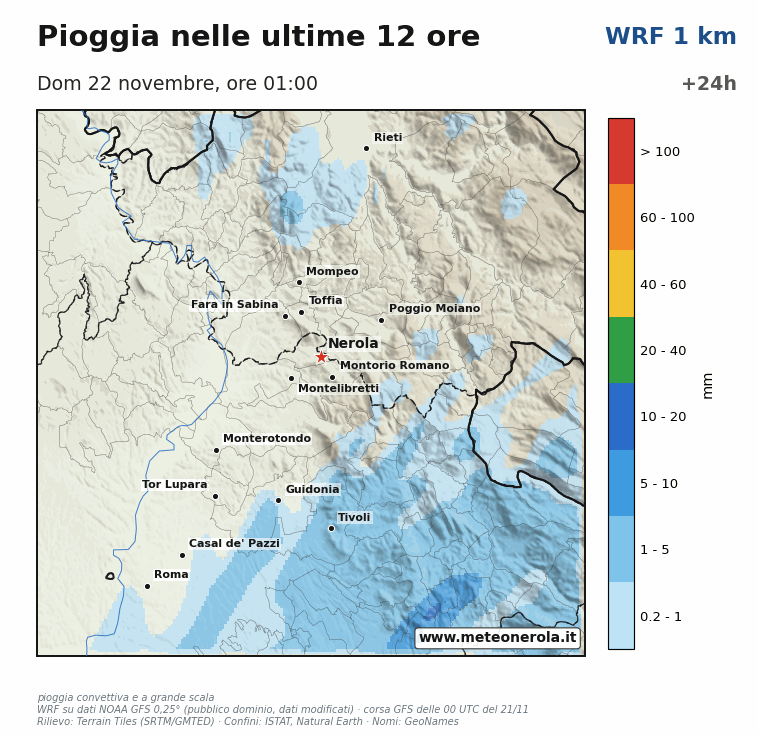 Pioggia nelle ultime 12 ore
WRF 1 km
Dom 22 novembre, ore 01:00
+24h
Rieti
Mompeo
Fara in Sabina
Toffia
Poggio Moiano
Nerola
Montorio Romano
Montelibretti
Monterotondo
Tor Lupara
Guidonia
Tivoli
Casal de' Pazzi
Roma
www.meteonerola.it
> 100
60 - 100
40 - 60
20 - 40
10 - 20
5 - 10
1 - 5
0.2 - 1
mm
pioggia convettiva e a grande scala
WRF su dati NOAA GFS 0,25° (pubblico dominio, dati modificati) · corsa GFS delle 00 UTC del 21/11
Rilievo: Terrain Tiles (SRTM/GMTED) · Confini: ISTAT, Natural Earth · Nomi: GeoNames